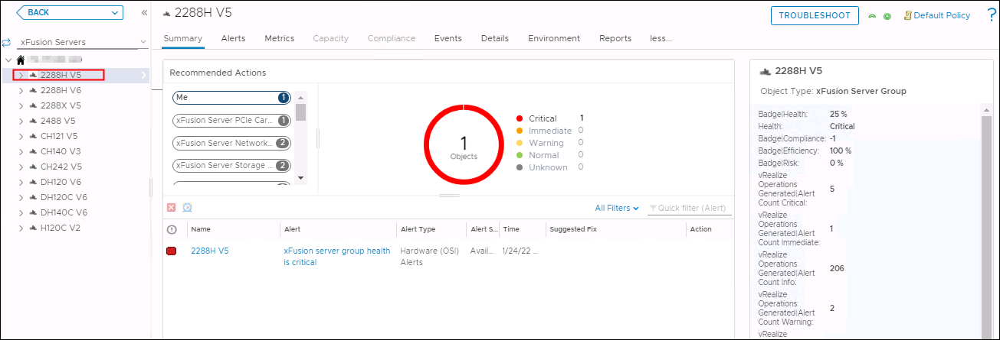 BACK
«
2288H V5
TROUBLESHOOT
Default Policy
?
xFusion Servers
Summary
Alerts
Metrics
Capacity
Compliance
Events
Details
Environment
Reports
less...
2288H V5
2288H V6
2288X V5
2488 V5
CH121 V5
CH140 V3
CH242 V5
DH120 V6
DH120C V6
DH140C V6
H120C V2
Recommended Actions
Me 1
xFusion Server PCIe Car... 1
xFusion Server Network... 2
xFusion Server Storage ... 2
1
Objects
Critical 1
Immediate 0
Warning 0
Normal 0
Unknown 0
All Filters
Quick filter (Alert)
Name Alert Alert Type Alert S... Time Suggested Fix Action
2288H V5 xFusion server group health Hardware (OSI) Avail... 1/24/22 ...
is critical Alerts
2288H V5
Object Type: xFusion Server Group
Badge|Health: 25 %
Health: Critical
Badge|Compliance: -1
Badge|Efficiency: 100 %
Badge|Risk: 0 %
vRealize
Operations
Generated|Alert 5
Count Critical:
vRealize
Operations
Generated|Alert 1
Count Immediate:
vRealize
Operations
Generated|Alert 206
Count Info:
vRealize
Operations
Generated|Alert 2
Count Warning:
vRealize